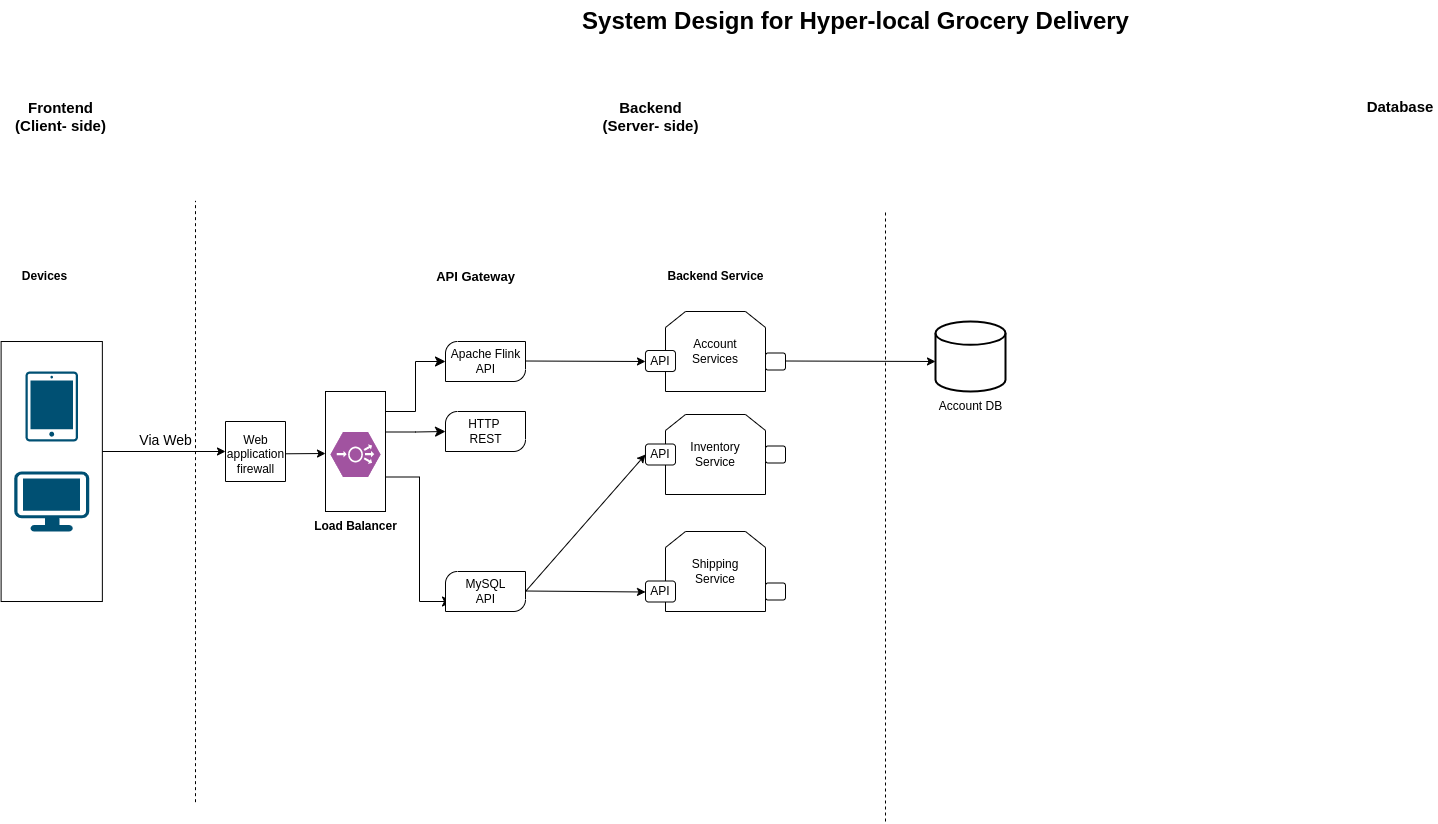 System Design for Hyper-local Grocery Delivery
Frontend
(Client- side)
Backend
(Server- side)
Database
Devices
API Gateway
Backend Service
Via Web
Web
application
firewall
Load Balancer
Apache Flink
API
HTTP
REST
MySQL
API
API
Account
Services
API
Inventory
Service
API
Shipping
Service
Account DB